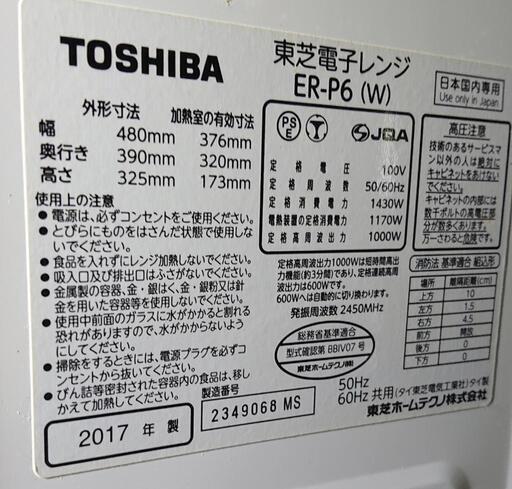 TOSHIBA
東芝電子レンジ
ER-P6 (W)
日本国内専用
Use only in Japan
外形寸法 加熱室の有効寸法
幅 480mm 376mm
奥行き 390mm 320mm
高さ 325mm 173mm
使用上の注意
●電源は、必ずコンセントをご使用ください。
●とびらにものをはさんだ状態で使用しないでください。
●食品を入れずにレンジ加熱しないでください。
●吸入口及び排出口はふさがないでください。
●金属製の容器、金・銀はく、金・銀粉又は針
金を用いた容器等を使用しないでください。
●使用中前面のガラスに水がかかると割れる
恐れがありますので、水がかからないよう
にしてください。
●掃除をするときには、電源プラグを必ずコ
ンセントから抜いてください。
●びん詰等密封された容器内の食品は、移し
かえて加熱してください。
2017 年 製
製造番号
2349068 MS
PS
E
JQA
定格電圧 100V
定格周波数 50/60Hz
定格消費電力 1430W
電熱装置の定格消費電力 1170W
定格高周波出力 1000W
定格高周波出力1000Wは短時間高出
力機能(約3分間)であり、定格連続高
周波出力は600Wです。
600Wへは自動的に切り換わります。
発振周波数 2450MHz
総務省基準適合
型式確認第 BBIV07 号
東芝ホームテクノ(株)
高圧注意
技術のあるサービスマ
ン以外の人は絶対に
キャビネットをあけない
でください。
キャビネットの内部には
数千ボルトの高電圧部
分が数多くあります。
万一さわると危険です。
消防法 基準適合 組込形
場所 離隔距離(cm)
上方 10
左方 1.5
右方 4.5
前方 開放
後方 0
下方 0
50Hz
60Hz 共用 (タイ東芝電気工業社) タイ製
東芝ホームテクノ株式会社